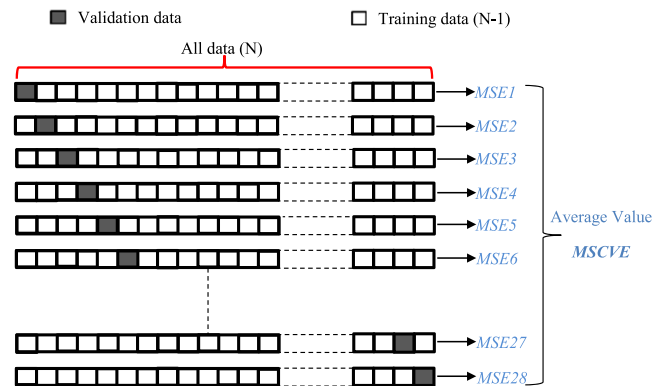 Validation data
Training data (N-1)
All data (N)
MSE1
MSE2
MSE3
MSE4
MSE5
MSE6
Average Value
MSCVE
MSE27
MSE28